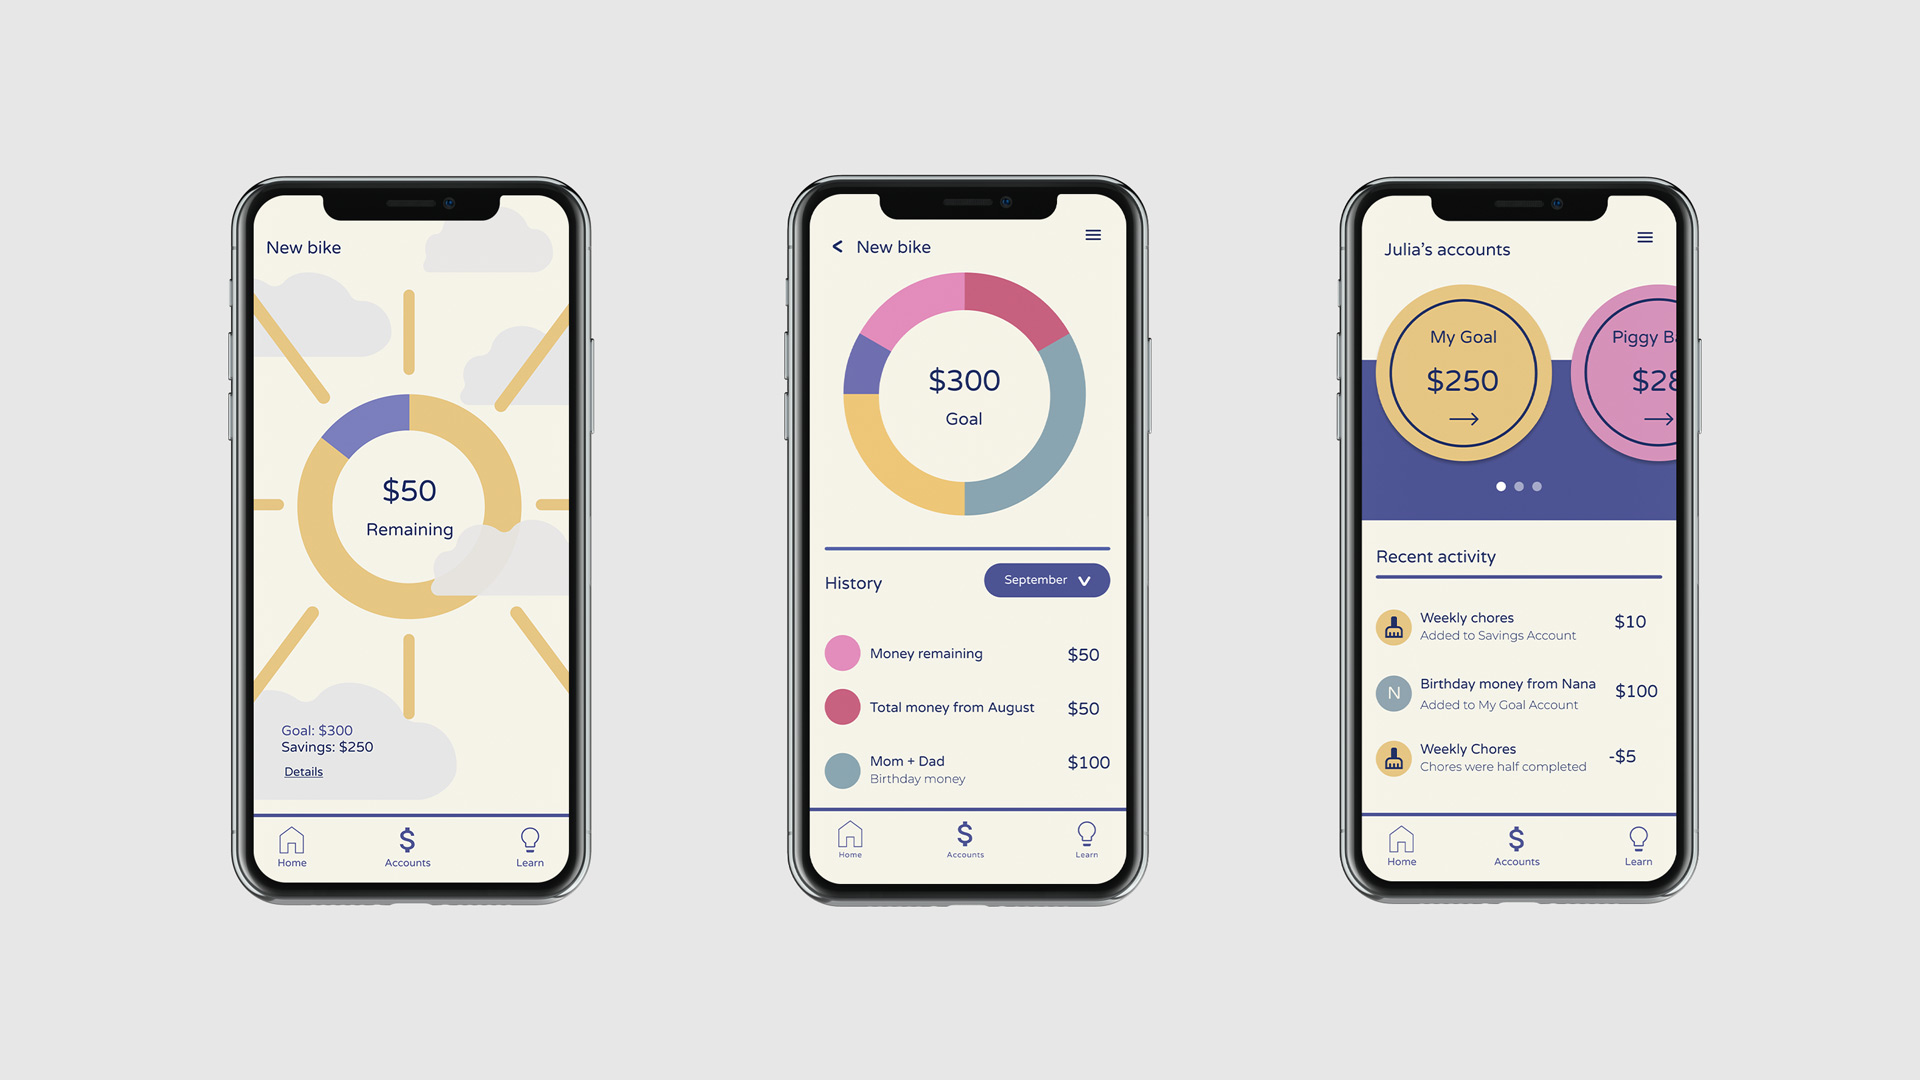 New bike
$50
Remaining
Goal: $300
Savings: $250
Details
Home Accounts Learn
< New bike
$300
Goal
History
September
Money remaining $50
Total money from August $50
Mom + Dad $100
Birthday money
Home Accounts Learn
Julia's accounts
My Goal
$250
Piggy Ba
$28
Recent activity
Weekly chores $10
Added to Savings Account
N
Birthday money from Nana $100
Added to My Goal Account
Weekly Chores -$5
Chores were half completed
Home Accounts Learn